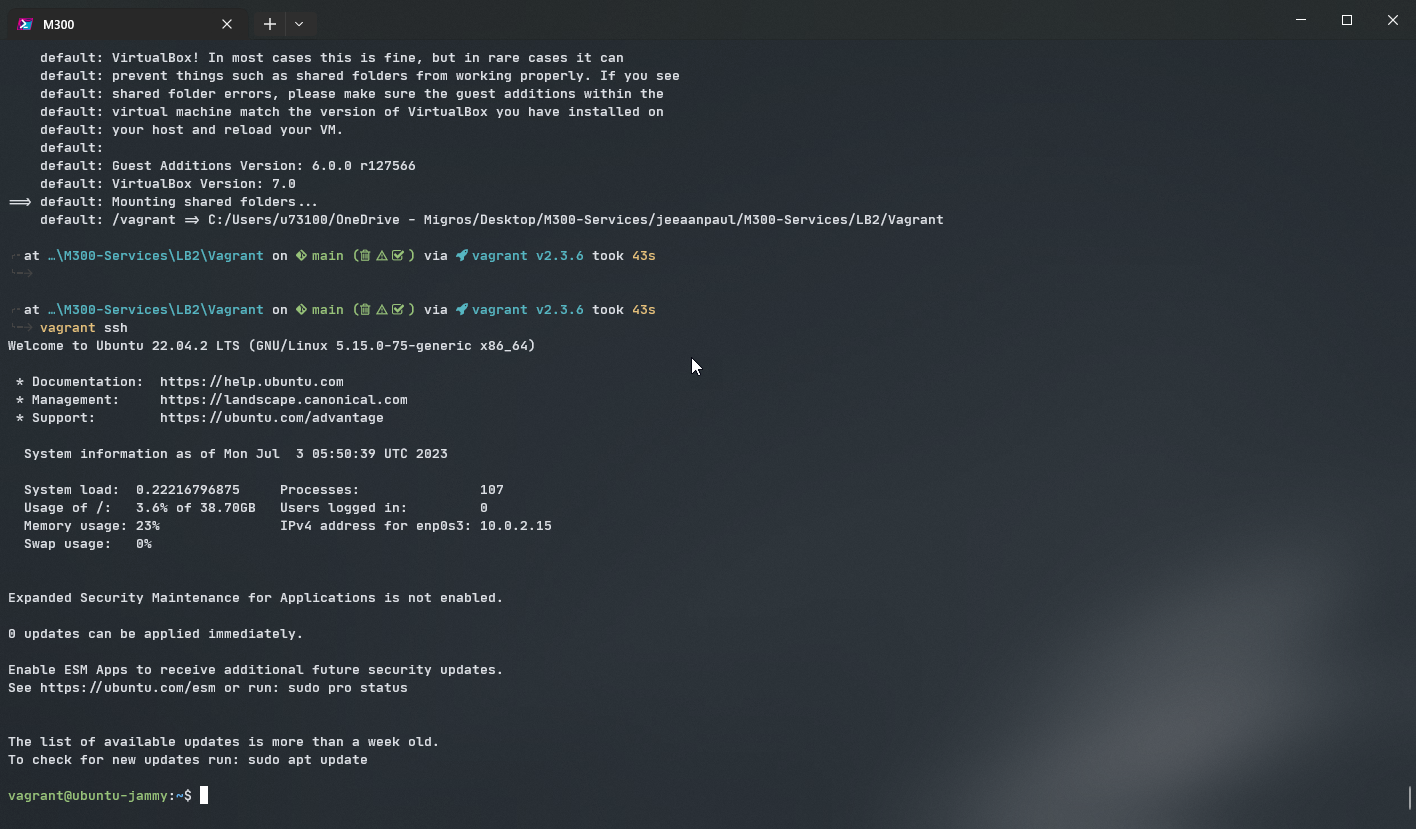 M300
default: VirtualBox! In most cases this is fine, but in rare cases it can
default: prevent things such as shared folders from working properly. If you see
default: shared folder errors, please make sure the guest additions within the
default: virtual machine match the version of VirtualBox you have installed on
default: your host and reload your VM.
default:
default: Guest Additions Version: 6.0.0 r127566
default: VirtualBox Version: 7.0
==> default: Mounting shared folders...
default: /vagrant => C:/Users/u73100/OneDrive - Migros/Desktop/M300-Services/jeeaanpaul/M300-Services/LB2/Vagrant
at …\M300-Services\LB2\Vagrant on main ( ) via vagrant v2.3.6 took 43s
at …\M300-Services\LB2\Vagrant on main ( ) via vagrant v2.3.6 took 43s
vagrant ssh
Welcome to Ubuntu 22.04.2 LTS (GNU/Linux 5.15.0-75-generic x86_64)
* Documentation:  https://help.ubuntu.com
* Management:     https://landscape.canonical.com
* Support:        https://ubuntu.com/advantage
System information as of Mon Jul  3 05:50:39 UTC 2023
System load:  0.22216796875     Processes:               107
Usage of /:   3.6% of 38.70GB   Users logged in:         0
Memory usage: 23%               IPv4 address for enp0s3: 10.0.2.15
Swap usage:   0%
Expanded Security Maintenance for Applications is not enabled.
0 updates can be applied immediately.
Enable ESM Apps to receive additional future security updates.
See https://ubuntu.com/esm or run: sudo pro status
The list of available updates is more than a week old.
To check for new updates run: sudo apt update
vagrant@ubuntu-jammy:~$